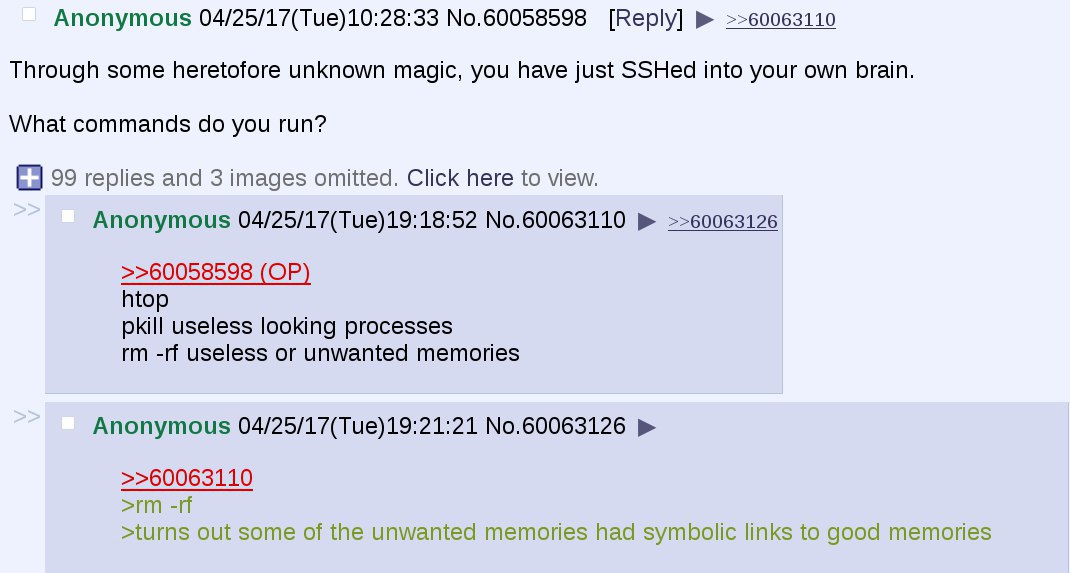 Anonymous 04/25/17(Tue)10:28:33 No.60058598 [Reply] ▶ >>60063110
Through some heretofore unknown magic, you have just SSHed into your own brain.
What commands do you run?
99 replies and 3 images omitted. Click here to view.
>> Anonymous 04/25/17(Tue)19:18:52 No.60063110 ▶ >>60063126
>>60058598 (OP)
htop
pkill useless looking processes
rm -rf useless or unwanted memories
>> Anonymous 04/25/17(Tue)19:21:21 No.60063126 ▶
>>60063110
>rm -rf
>turns out some of the unwanted memories had symbolic links to good memories